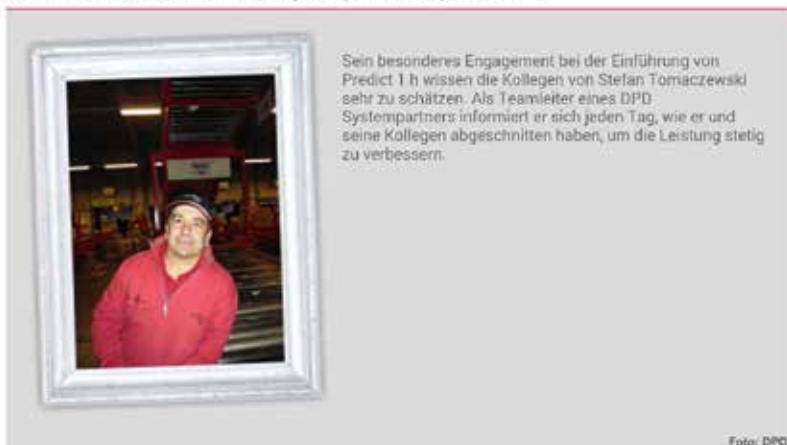 Sein besonderes Engagement bei der Einführung von
Predict 1 h wissen die Kollegen von Stefan Tomaczewski
sehr zu schätzen. Als Teamleiter eines DPD
Systempartners informiert er sich jeden Tag, wie er und
seine Kollegen abgeschnitten haben, um die Leistung stetig
zu verbessern.
Foto: DPD